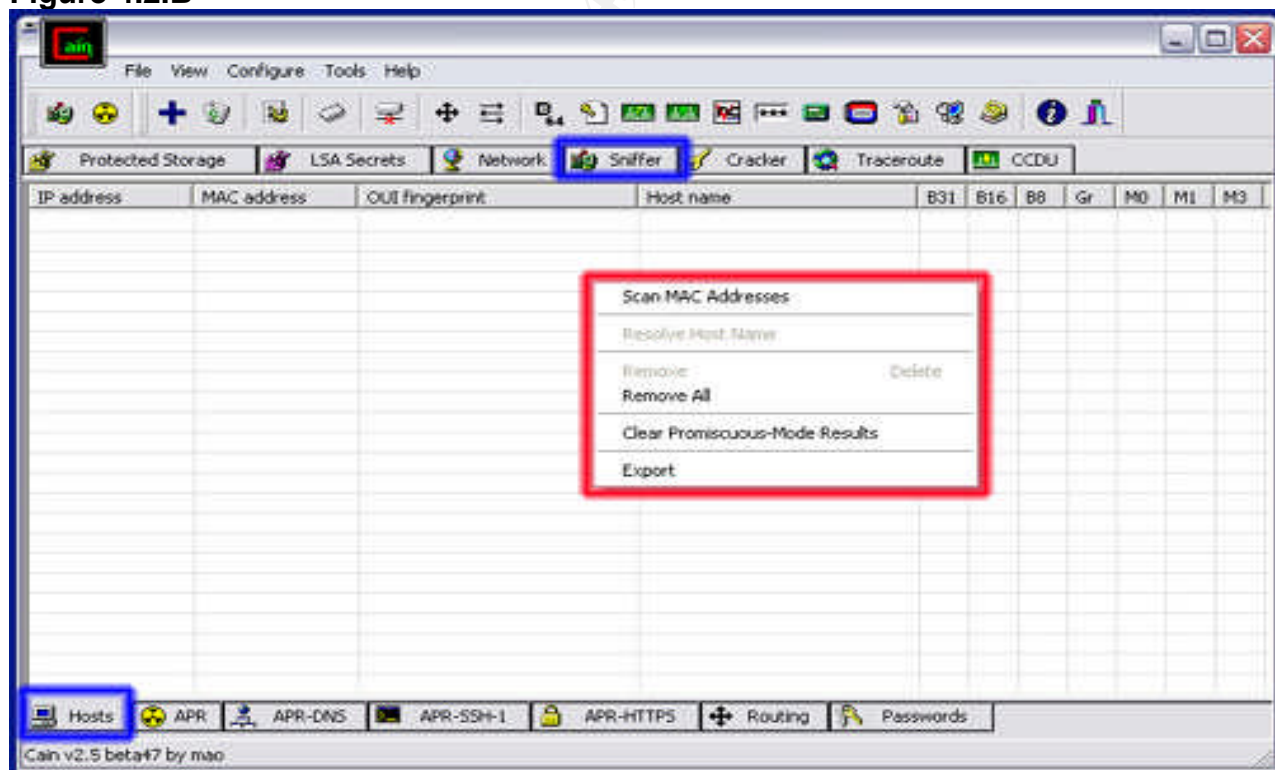 Cain
File View Configure Tools Help
Protected Storage LSA Secrets Network Sniffer Cracker Traceroute CCDU
IP address MAC address OUI fingerprint Host name B31 B16 B8 Gr M0 M1 M3
Scan MAC Addresses
Resolve Host Name
Remove Delete
Remove All
Clear Promiscuous-Mode Results
Export
Hosts APR APR-DNS APR-SSH-1 APR-HTTPS Routing Passwords
Cain v2.5 beta47 by mao